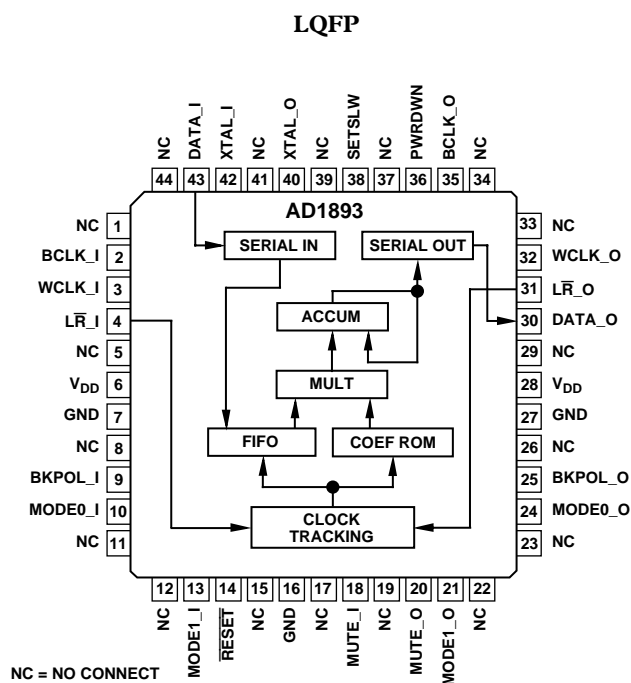 LQFP
NC
DATA_I
XTAL_I
NC
XTAL_O
NC
SETSLW
NC
PWRDWN
BCLK_O
NC
44 43 42 41 40 39 38 37 36 35 34
AD1893
NC 1
BCLK_I 2
WCLK_I 3
LR̅_I 4
NC 5
VDD 6
GND 7
NC 8
BKPOL_I 9
MODE0_I 10
NC 11
SERIAL IN
SERIAL OUT
ACCUM
MULT
FIFO
COEF ROM
CLOCK
TRACKING
33 NC
32 WCLK_O
31 LR̅_O
30 DATA_O
29 NC
28 VDD
27 GND
26 NC
25 BKPOL_O
24 MODE0_O
23 NC
12 13 14 15 16 17 18 19 20 21 22
NC
MODE1_I
R̅E̅S̅E̅T̅
NC
GND
NC
MUTE_I
NC
MUTE_O
MODE1_O
NC
NC = NO CONNECT